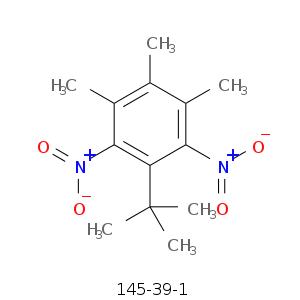 CH3
H3C CH3
O N+ O−
N+ O−
O− CH3 O
H3C
CH3
145-39-1